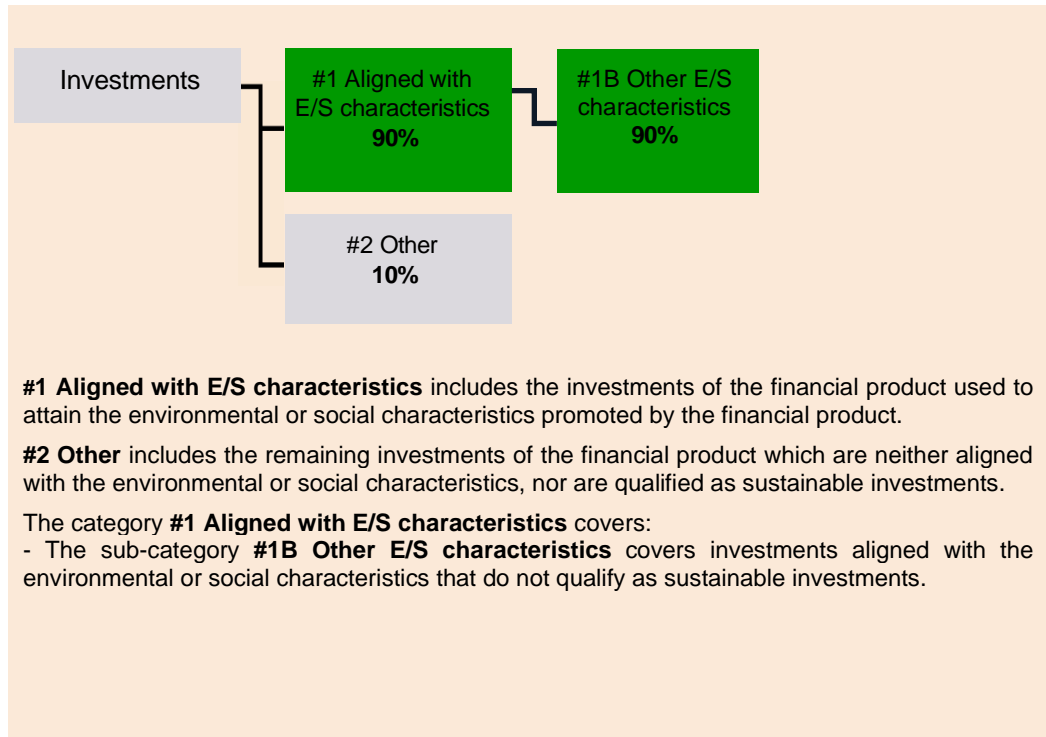 Investments
#1 Aligned with
E/S characteristics
90%
#1B Other E/S
characteristics
90%
#2 Other
10%
#1 Aligned with E/S characteristics includes the investments of the financial product used to
attain the environmental or social characteristics promoted by the financial product.
#2 Other includes the remaining investments of the financial product which are neither aligned
with the environmental or social characteristics, nor are qualified as sustainable investments.
The category #1 Aligned with E/S characteristics covers:
- The sub-category #1B Other E/S characteristics covers investments aligned with the
environmental or social characteristics that do not qualify as sustainable investments.